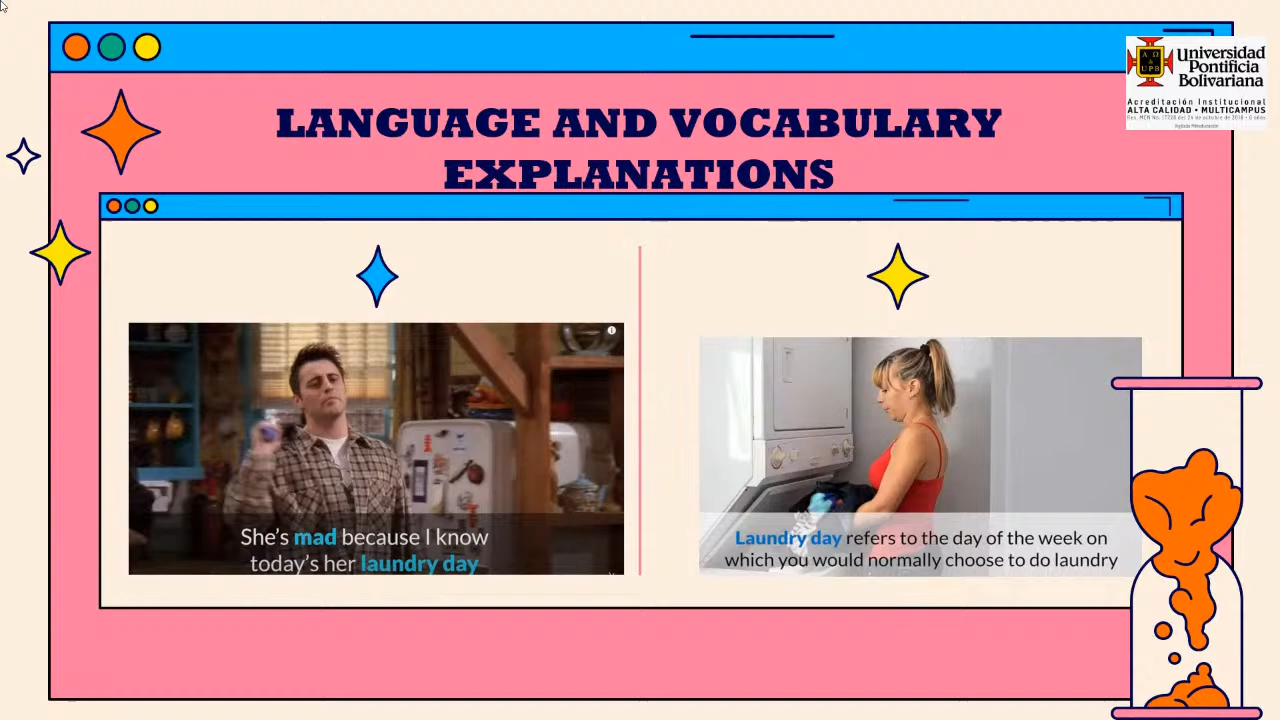 LANGUAGE AND VOCABULARY
EXPLANATIONS
Universidad
Pontificia
Bolivariana
Acreditación Institucional
ALTA CALIDAD • MULTICAMPUS
She's mad because I know
today's her laundry day
Laundry day refers to the day of the week on
which you would normally choose to do laundry